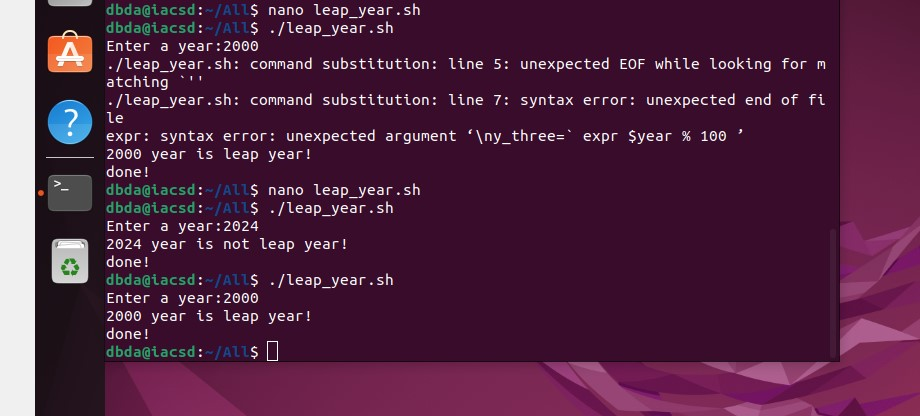 dbda@iacsd:~/All$ nano leap_year.sh
dbda@iacsd:~/All$ ./leap_year.sh
Enter a year:2000
./leap_year.sh: command substitution: line 5: unexpected EOF while looking for m
atching `''
./leap_year.sh: command substitution: line 7: syntax error: unexpected end of fi
le
expr: syntax error: unexpected argument ‘\ny_three=` expr $year % 100 ’
2000 year is leap year!
done!
dbda@iacsd:~/All$ nano leap_year.sh
dbda@iacsd:~/All$ ./leap_year.sh
Enter a year:2024
2024 year is not leap year!
done!
dbda@iacsd:~/All$ ./leap_year.sh
Enter a year:2000
2000 year is leap year!
done!
dbda@iacsd:~/All$